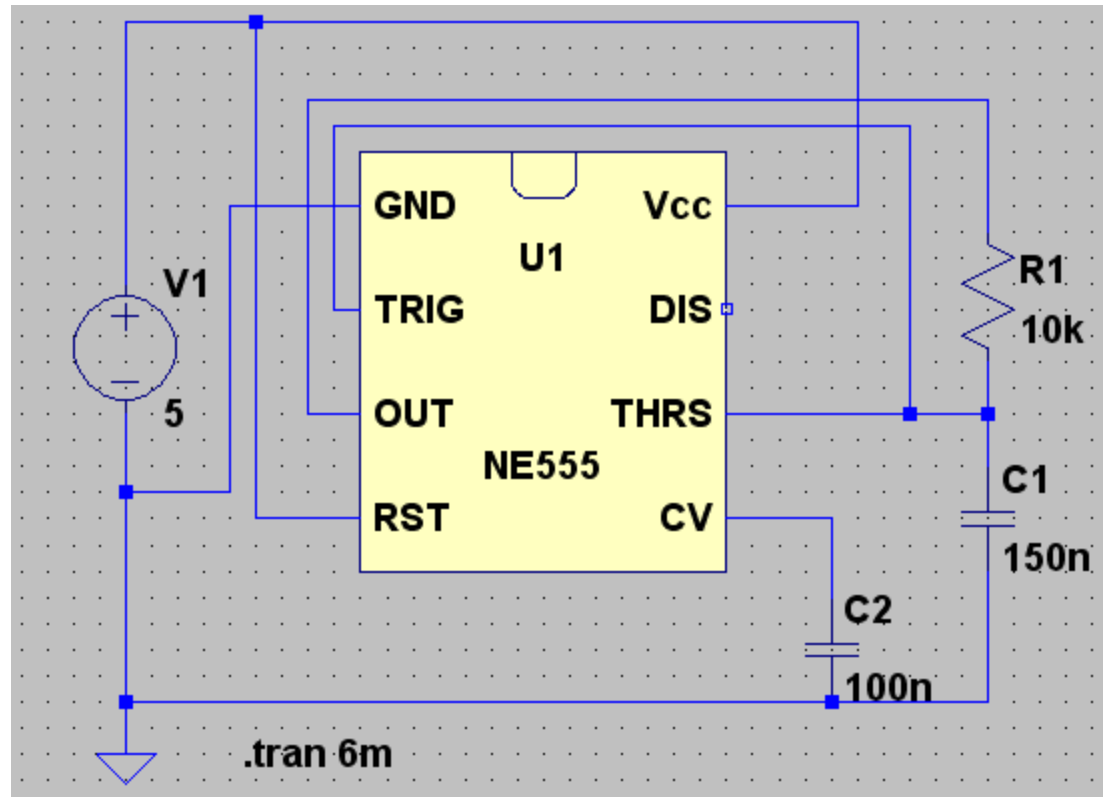 GND
Vcc
U1
V1
R1
TRIG
DIS
10k
5
OUT
THRS
NE555
C1
RST
CV
150n
C2
100n
.tran 6m